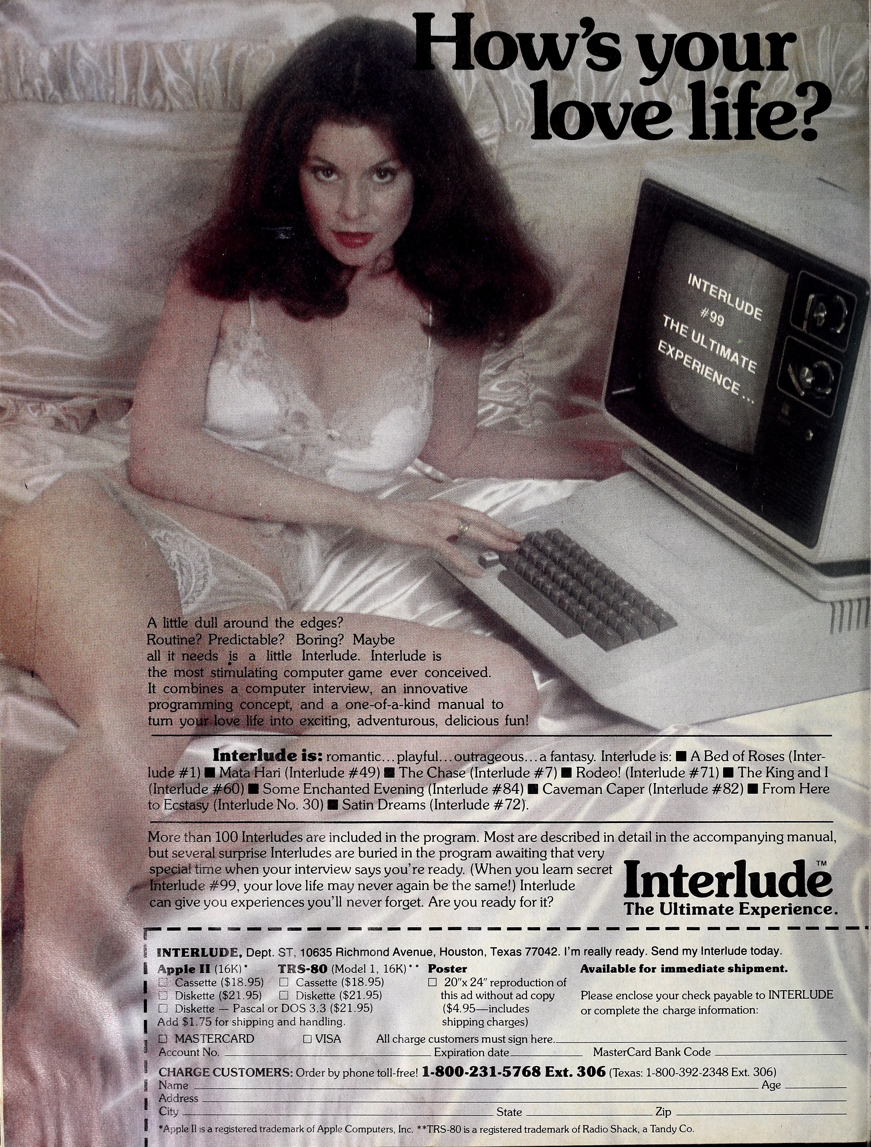 How's your
love life?
INTERLUDE
#99
THE ULTIMATE
EXPERIENCE...
A little dull around the edges?
Routine? Predictable? Boring? Maybe
all it needs is a little Interlude. Interlude is
the most stimulating computer game ever conceived.
It combines a computer interview, an innovative
programming concept, and a one-of-a-kind manual to
turn your love life into exciting, adventurous, delicious fun!
Interlude is: romantic...playful...outrageous...a fantasy. Interlude is: ■ A Bed of Roses (Inter-
lude #1) ■ Mata Hari (Interlude #49) ■ The Chase (Interlude #7) ■ Rodeo! (Interlude #71) ■ The King and I
(Interlude #60) ■ Some Enchanted Evening (Interlude #84) ■ Caveman Caper (Interlude #82) ■ From Here
to Ecstasy (Interlude No. 30) ■ Satin Dreams (Interlude #72).
More than 100 Interludes are included in the program. Most are described in detail in the accompanying manual,
but several surprise Interludes are buried in the program awaiting that very
special time when your interview says you're ready. (When you learn secret
Interlude #99, your love life may never again be the same!) Interlude
can give you experiences you'll never forget. Are you ready for it?
Interlude™
The Ultimate Experience.
INTERLUDE, Dept. ST, 10635 Richmond Avenue, Houston, Texas 77042. I'm really ready. Send my Interlude today.
Apple II (16K)*
☐ Cassette ($18.95)
☐ Diskette ($21.95)
☐ Diskette — Pascal or DOS 3.3 ($21.95)
Add $1.75 for shipping and handling.
TRS-80 (Model 1, 16K)**
☐ Cassette ($18.95)
☐ Diskette ($21.95)
Poster
☐ 20"x 24" reproduction of
this ad without ad copy
($4.95—includes
shipping charges)
Available for immediate shipment.
Please enclose your check payable to INTERLUDE
or complete the charge information:
☐ MASTERCARD ☐ VISA All charge customers must sign here.
Account No. Expiration date MasterCard Bank Code
CHARGE CUSTOMERS: Order by phone toll-free! 1-800-231-5768 Ext. 306 (Texas: 1-800-392-2348 Ext. 306)
Name Age
Address
City State Zip
*Apple II is a registered trademark of Apple Computers, Inc. **TRS-80 is a registered trademark of Radio Shack, a Tandy Co.